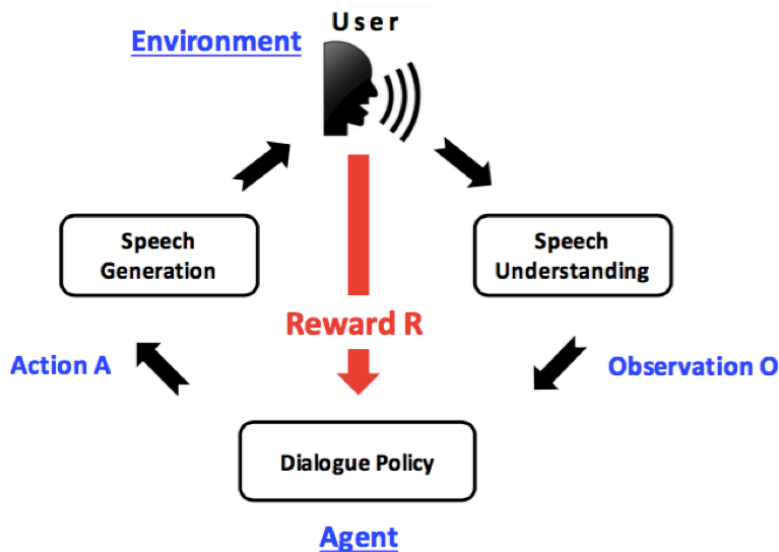 User
Environment
Speech
Generation
Speech
Understanding
Reward R
Action A
Observation O
Dialogue Policy
Agent